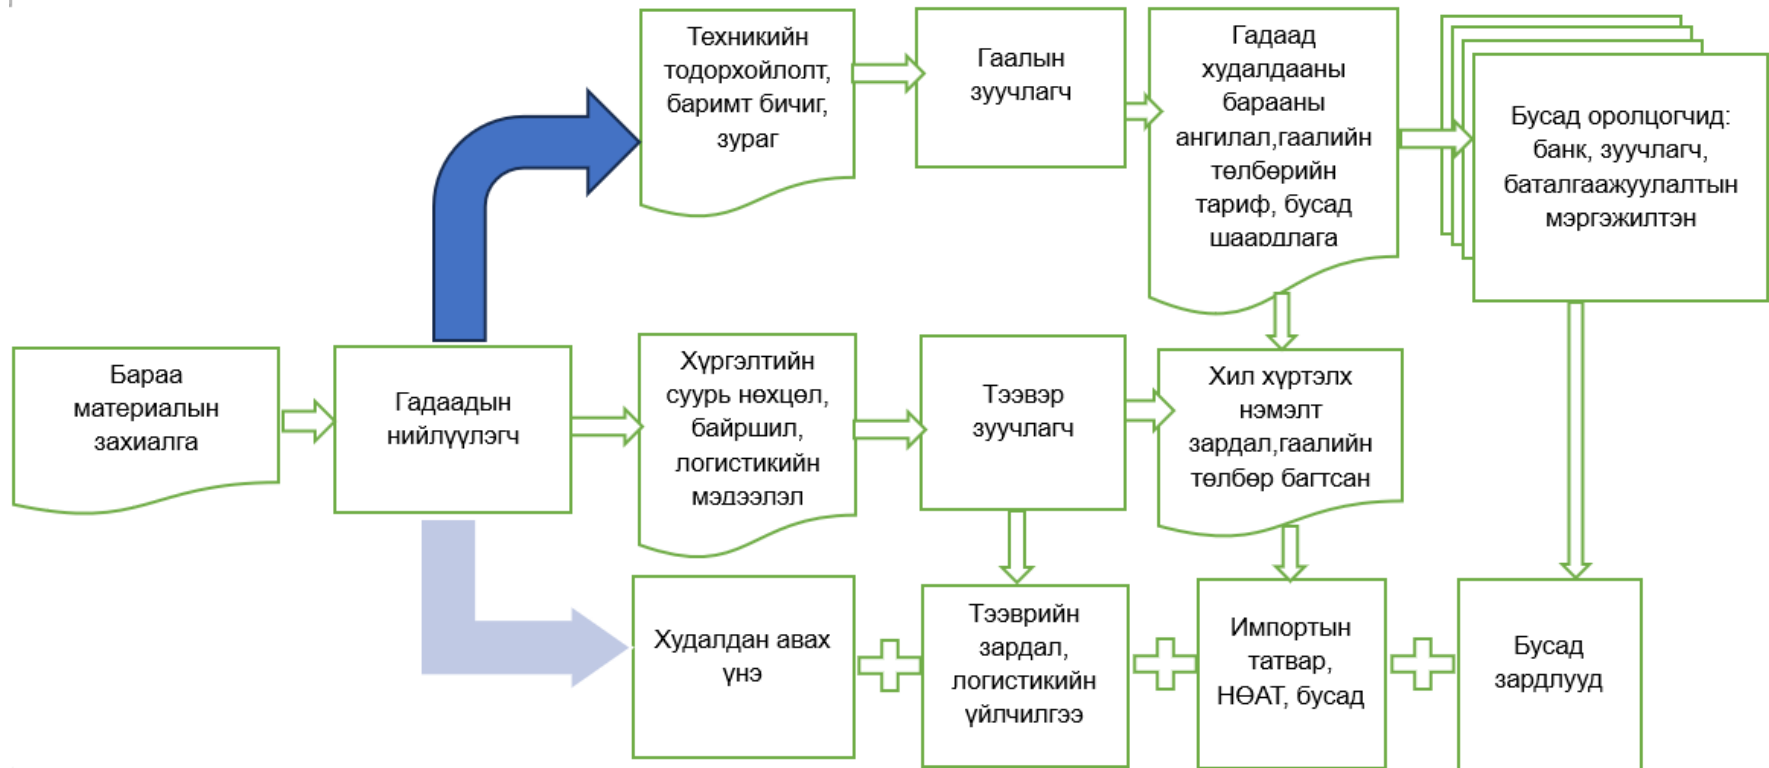 Техникийн
тодорхойлолт,
баримт бичиг,
зураг
Гаалын
зуучлагч
Гадаад
худалдааны
барааны
ангилал,гаалийн
төлбөрийн
тариф, бусад
шаардлага
Бусад оролцогчид:
банк, зуучлагч,
баталгаажуулалтын
мэргэжилтэн
Бараа
материалын
захиалга
Гадаадын
нийлүүлэгч
Хүргэлтийн
суурь нөхцөл,
байршил,
логистикийн
мэдээлэл
Тээвэр
зуучлагч
Хил хүртэлх
нэмэлт
зардал,гаалийн
төлбөр багтсан
Худалдан авах
үнэ
Тээврийн
зардал,
логистикийн
үйлчилгээ
Импортын
татвар,
НӨАТ, бусад
Бусад
зардлууд